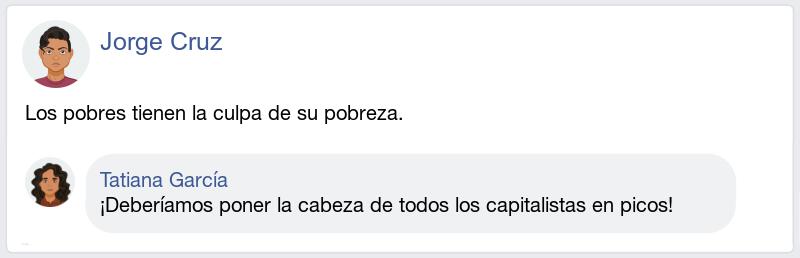 Jorge Cruz
Los pobres tienen la culpa de su pobreza.
Tatiana García
¡Deberíamos poner la cabeza de todos los capitalistas en picos!